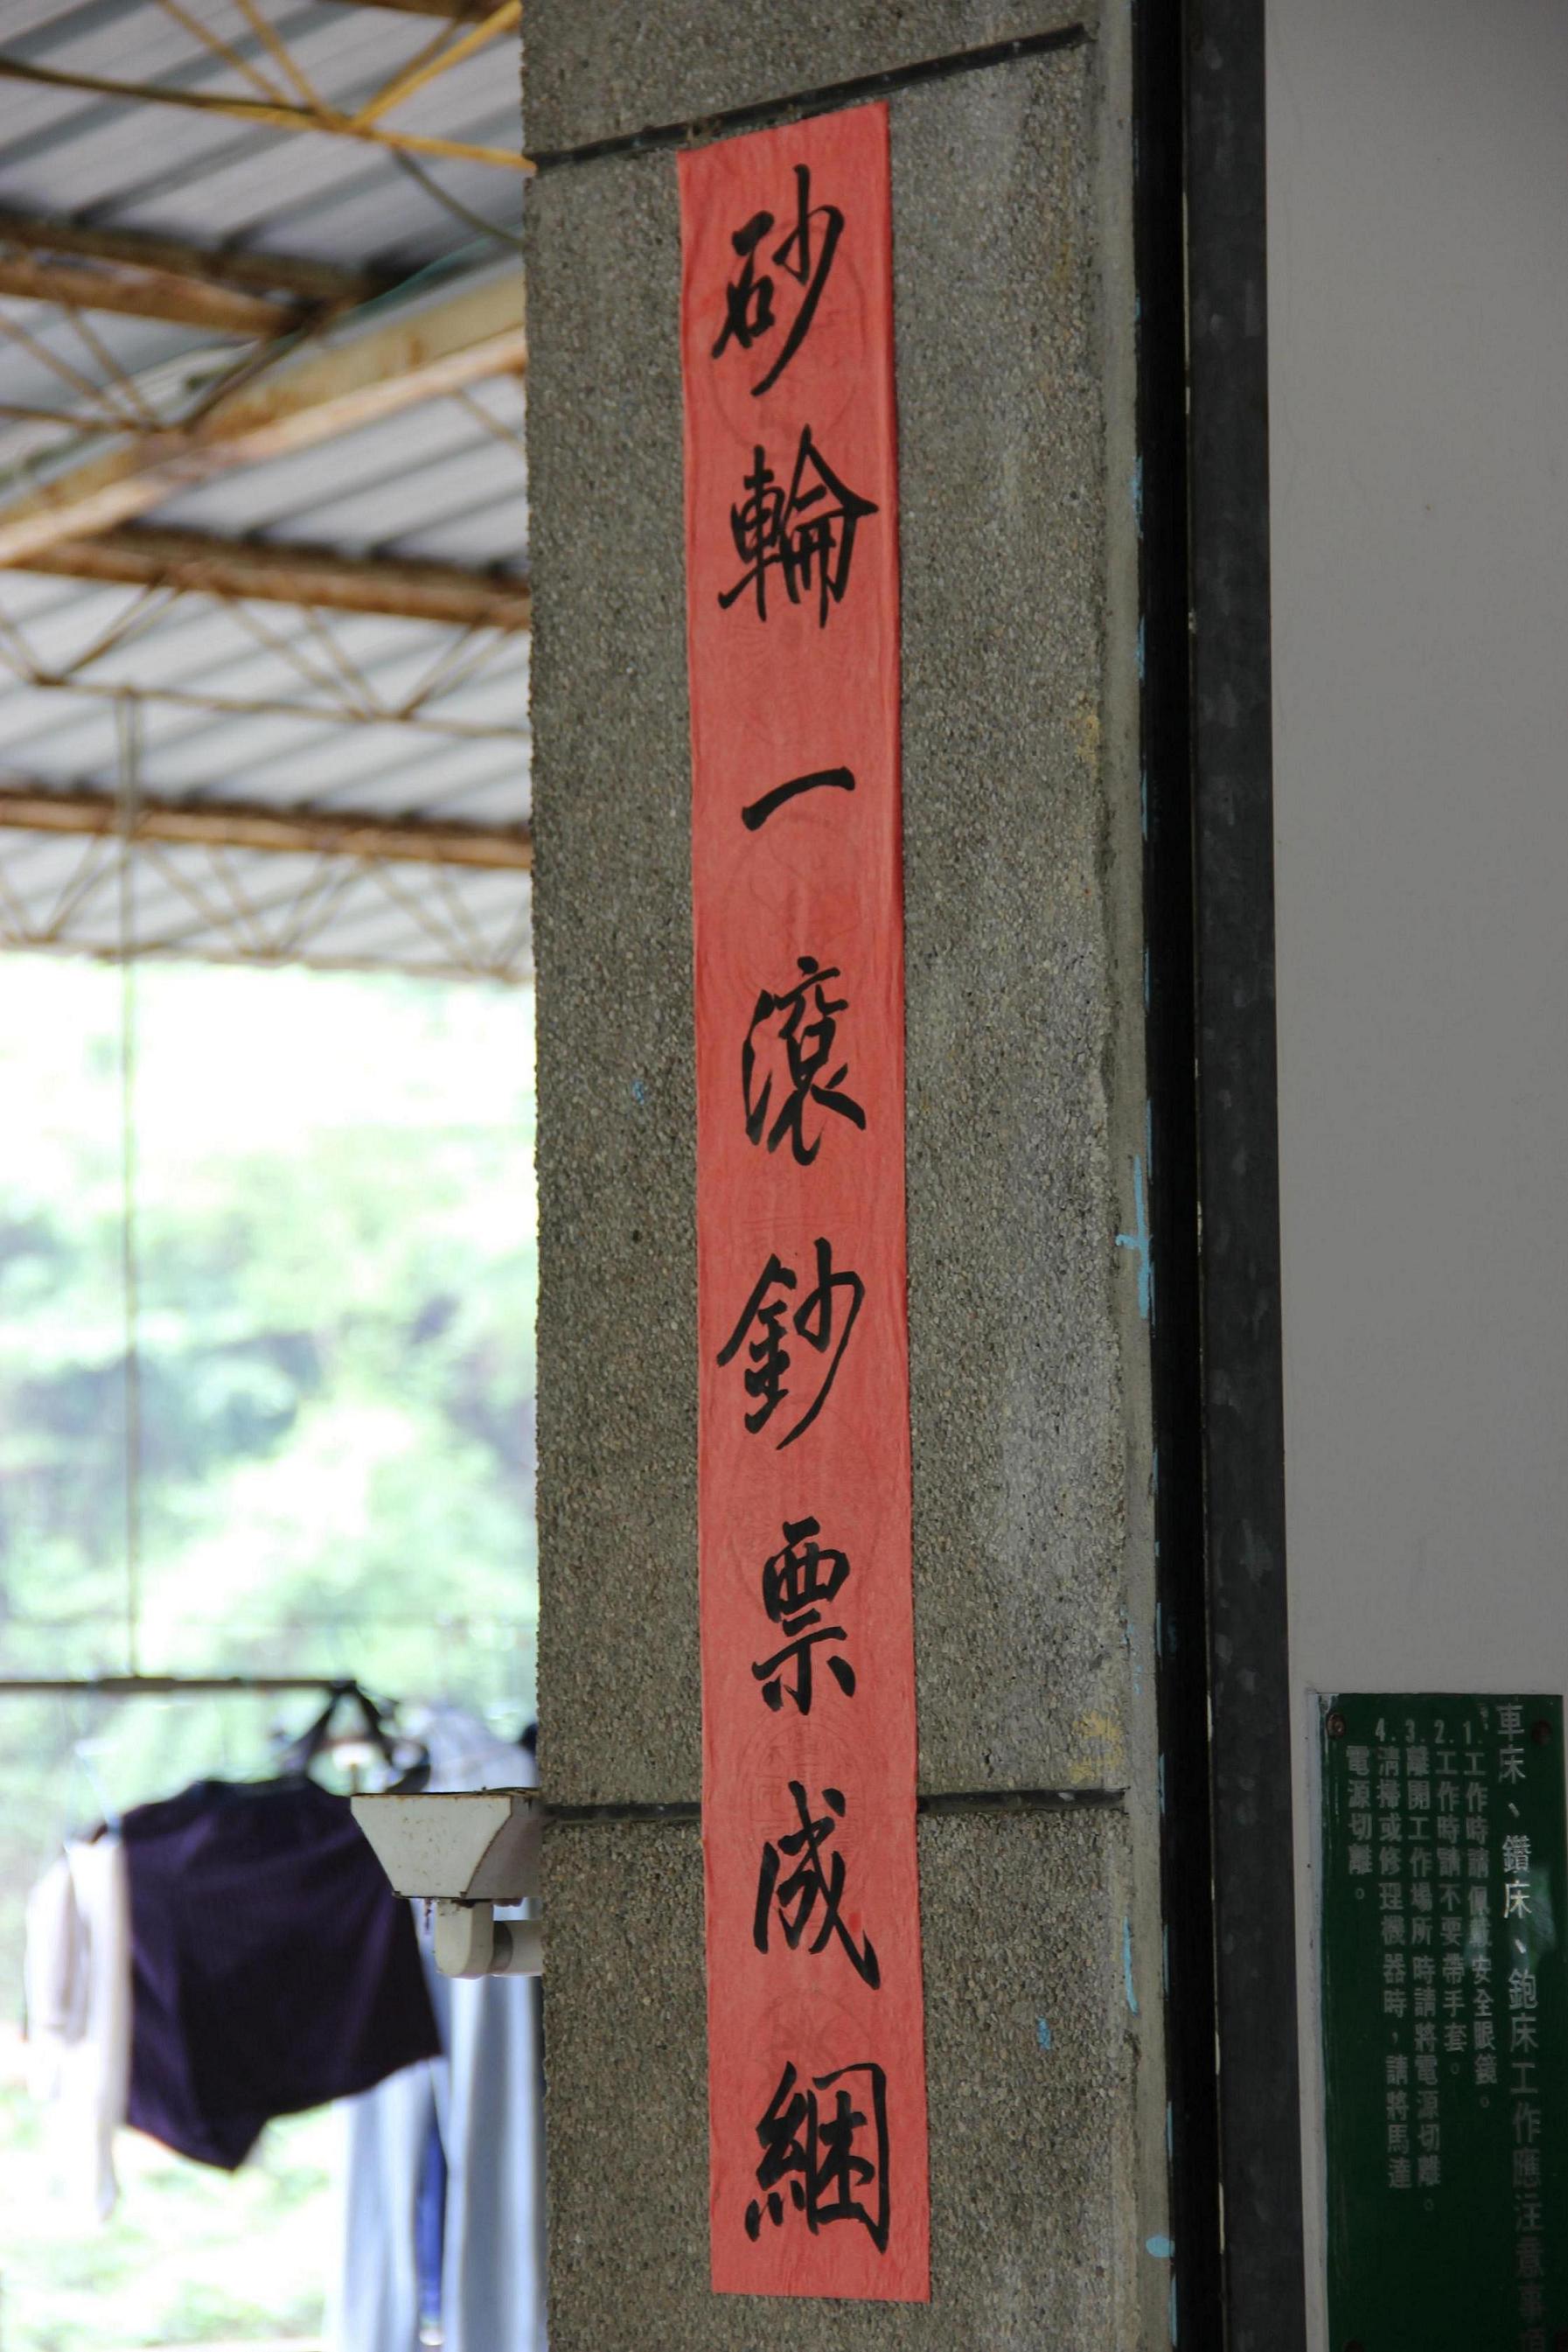 砂輪一滾鈔票成綑
車床、鑽床、鉋床工作應注意事項
1.工作時請佩戴安全眼鏡。
2.工作時請不要帶手套。
3.離開工作場所時請將電源切離。
4.清掃或修理機器時，請將馬達
電源切離。